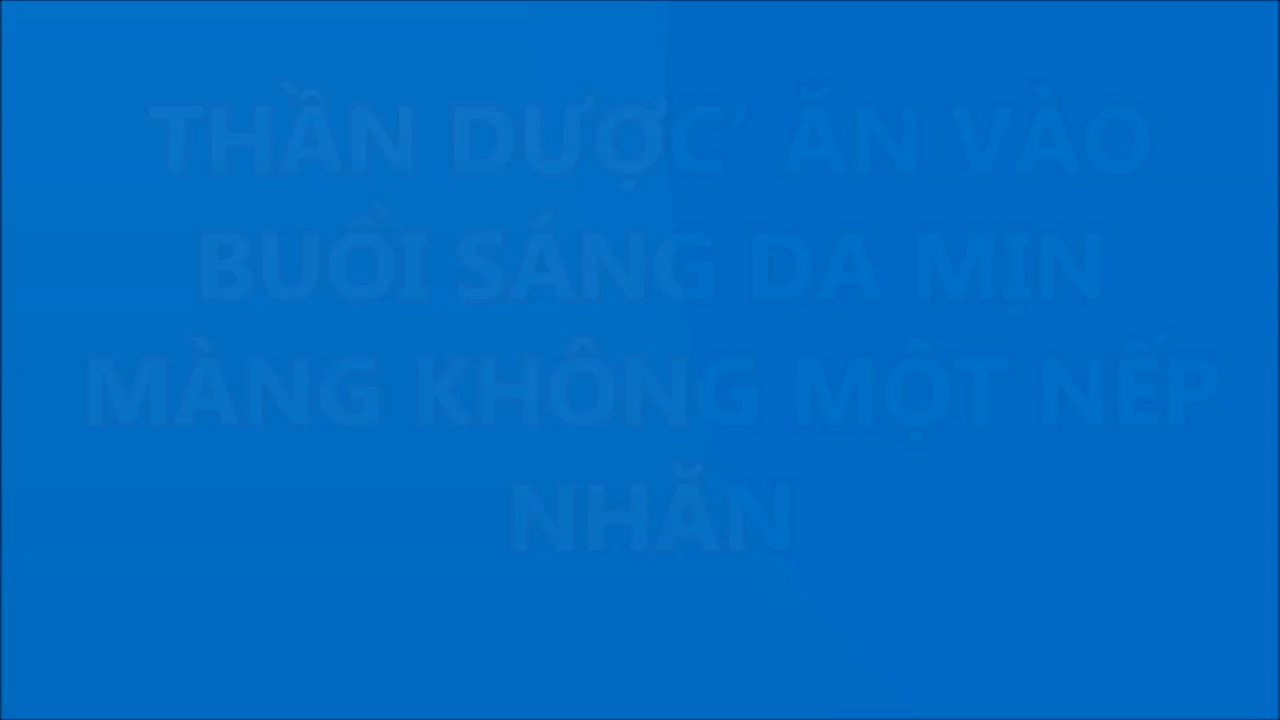 THẦN DƯỢC’ ĂN VÀO
BUỔI SÁNG DA MỊN
MÀNG KHÔNG MỘT NẾP
NHĂN